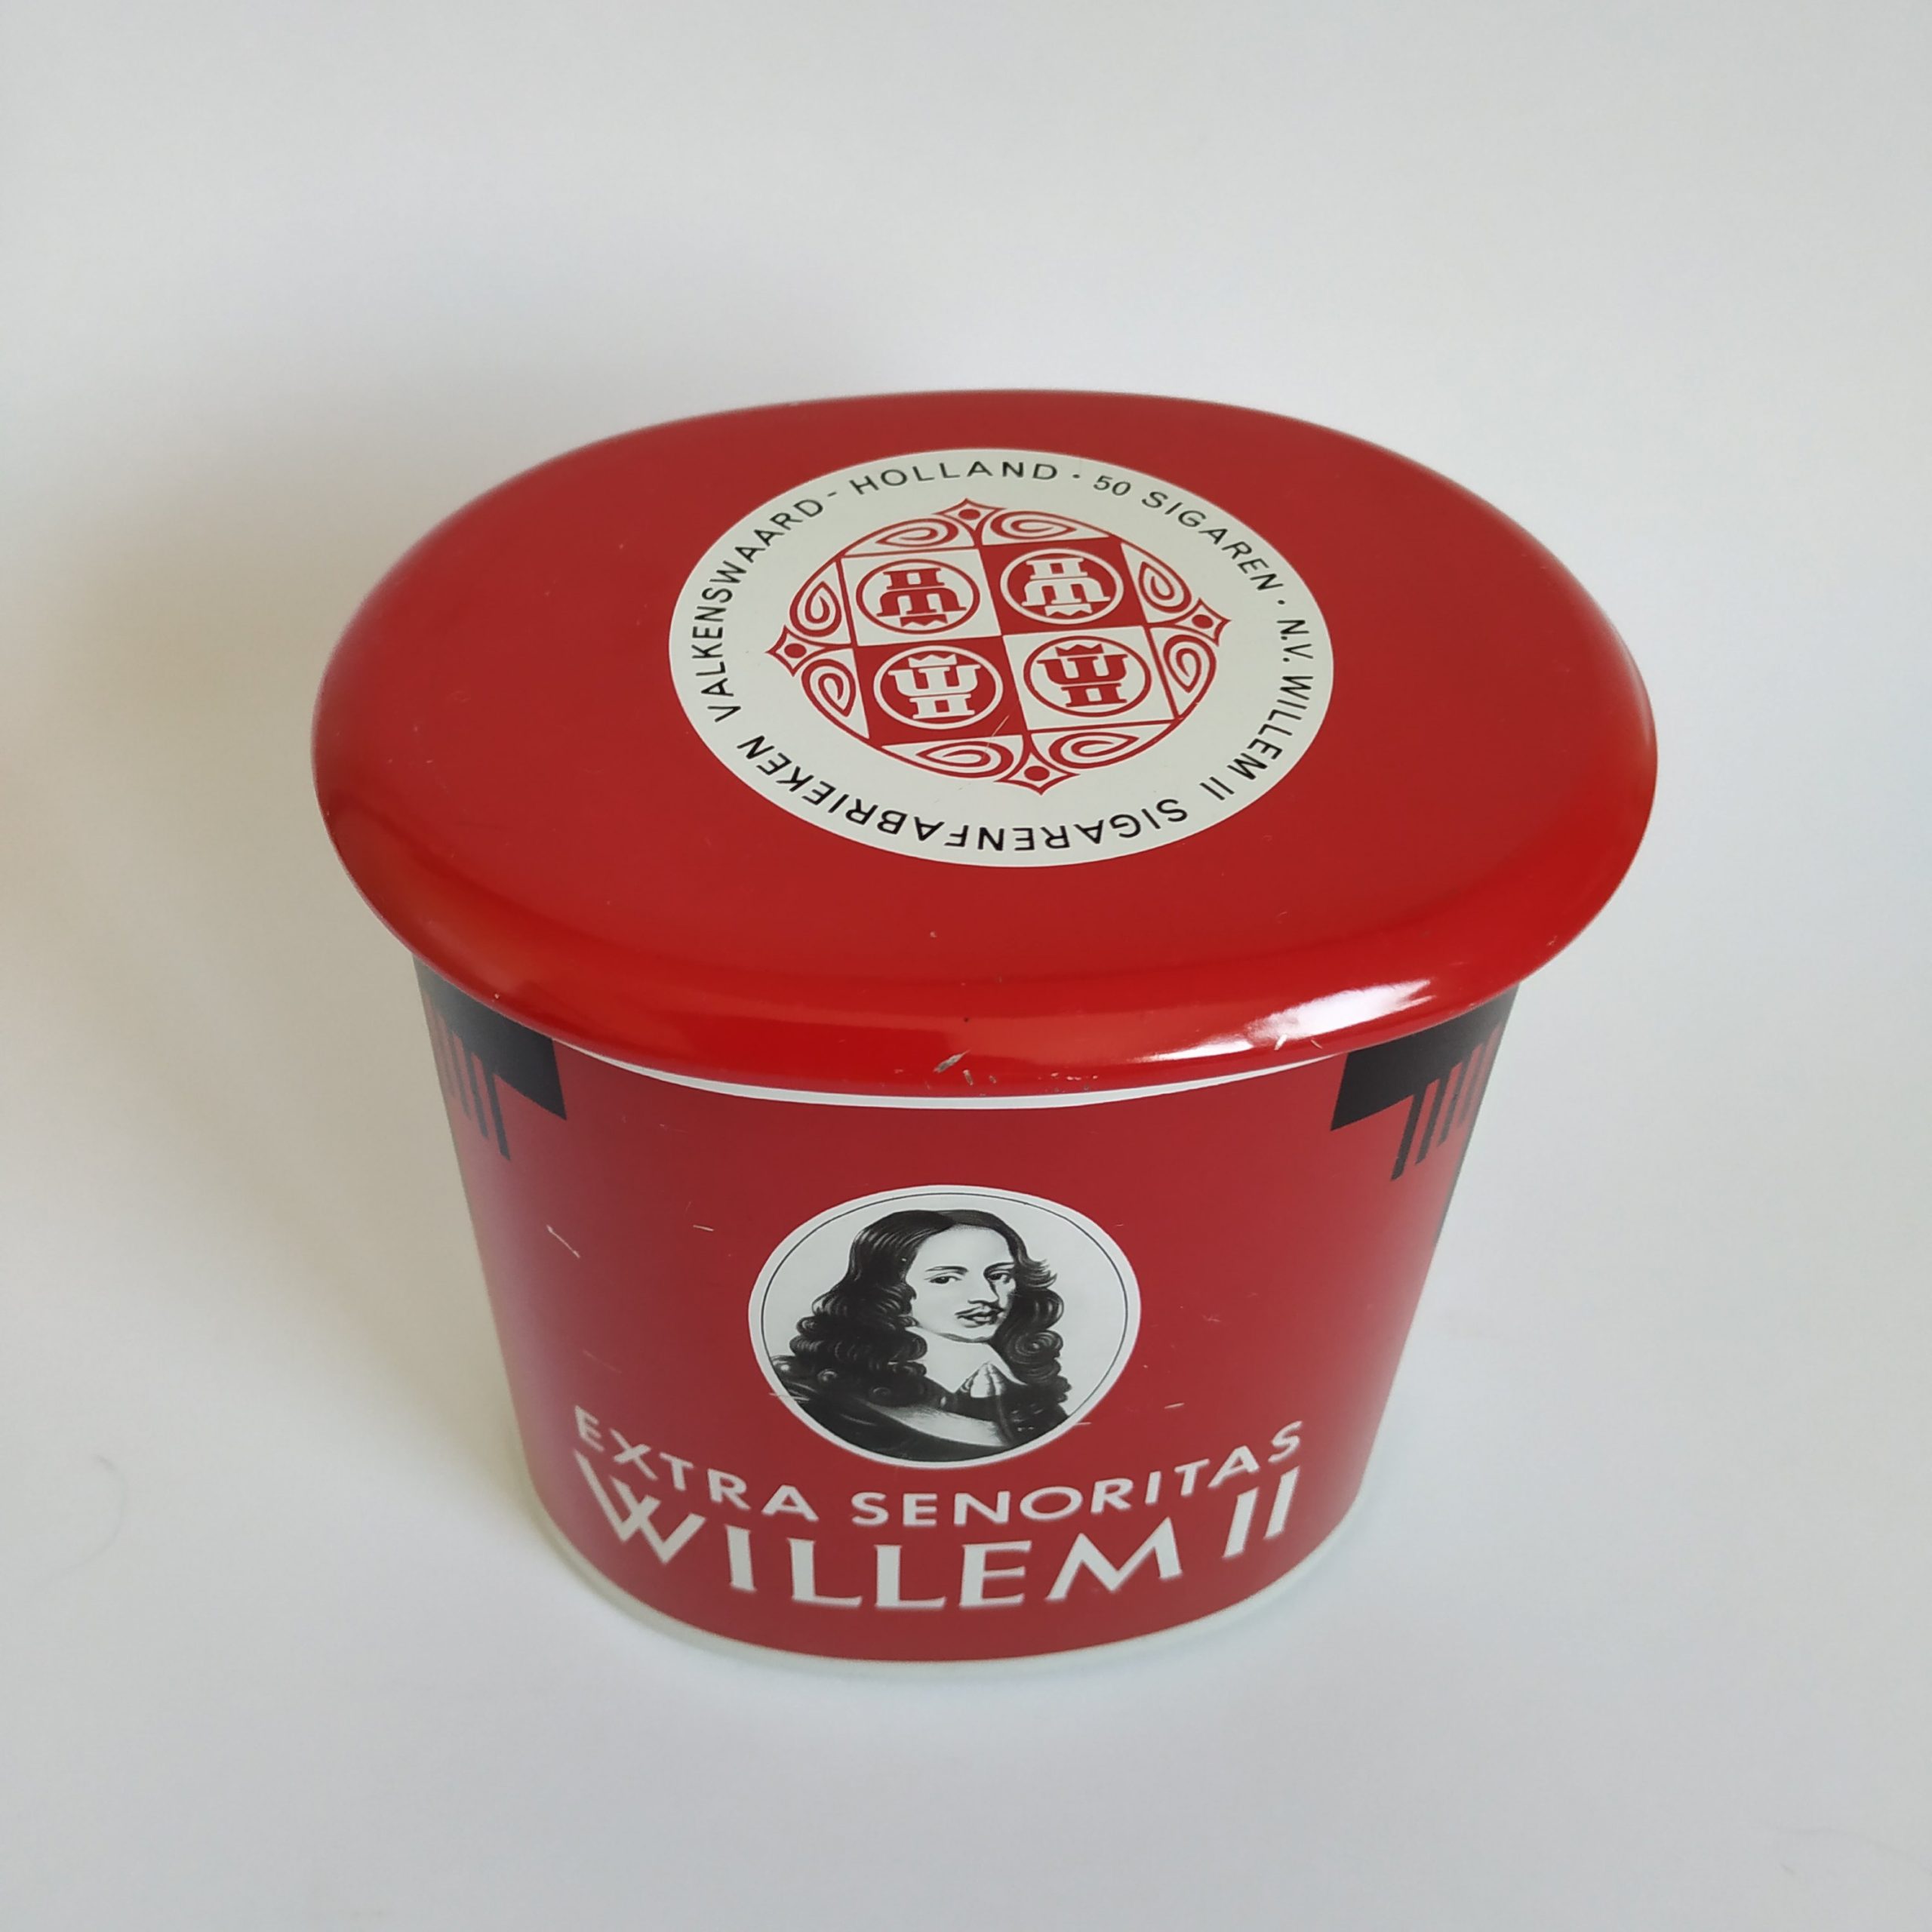 VALKENSWAARD - HOLLAND · 50 SIGAREN · N.V. WILLEM II SIGARENFABRIEKEN
EXTRA SENORITAS
WILLEM II